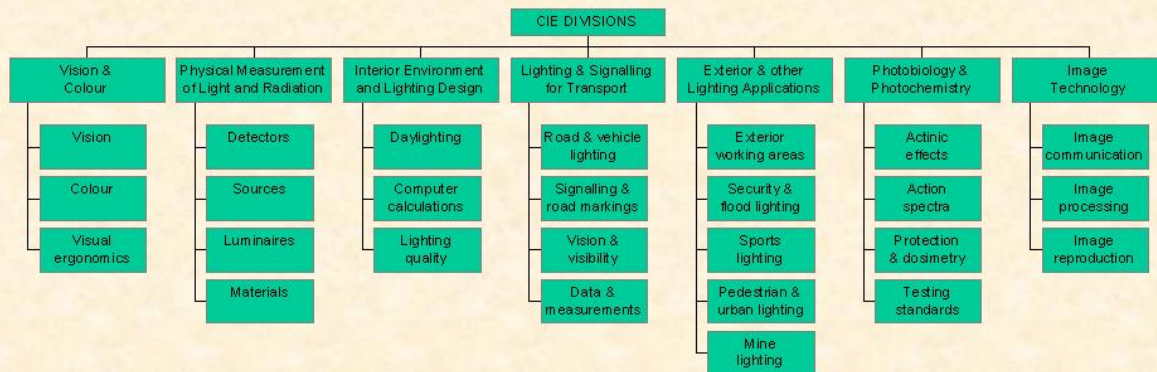 CIE DIVISIONS
Vision &
Colour
Vision
Colour
Visual
ergonomics
Physical Measurement
of Light and Radiation
Detectors
Sources
Luminaires
Materials
Interior Environment
and Lighting Design
Daylighting
Computer
calculations
Lighting
quality
Lighting & Signalling
for Transport
Road & vehicle
lighting
Signalling &
road markings
Vision &
visibility
Data &
measurements
Exterior & other
Lighting Applications
Exterior
working areas
Security &
flood lighting
Sports
lighting
Pedestrian &
urban lighting
Mine
lighting
Photobiology &
Photochemistry
Actinic
effects
Action
spectra
Protection
& dosimetry
Testing
standards
Image
Technology
Image
communication
Image
processing
Image
reproduction